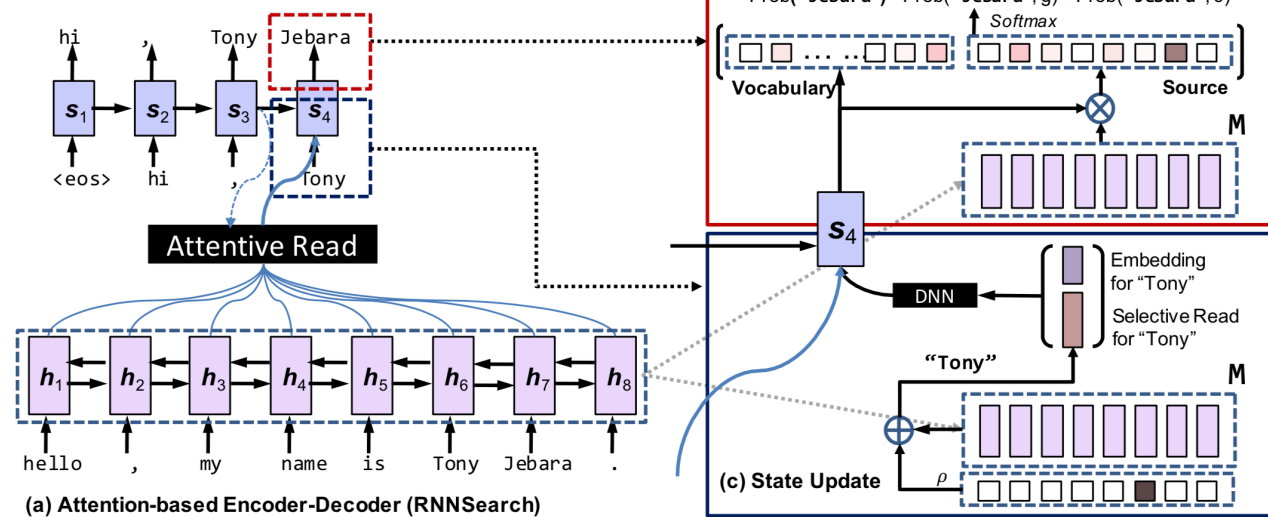 hi , Tony Jebara
s1 s2 s3 s4
<eos> hi , Tony
Attentive Read
h1 h2 h3 h4 h5 h6 h7 h8
hello , my name is Tony Jebara .
(a) Attention-based Encoder-Decoder (RNNSearch)
Softmax
... ...
Vocabulary
Source
M
s4
DNN
Embedding
for “Tony”
Selective Read
for “Tony”
“Tony”
M
ρ
(c) State Update